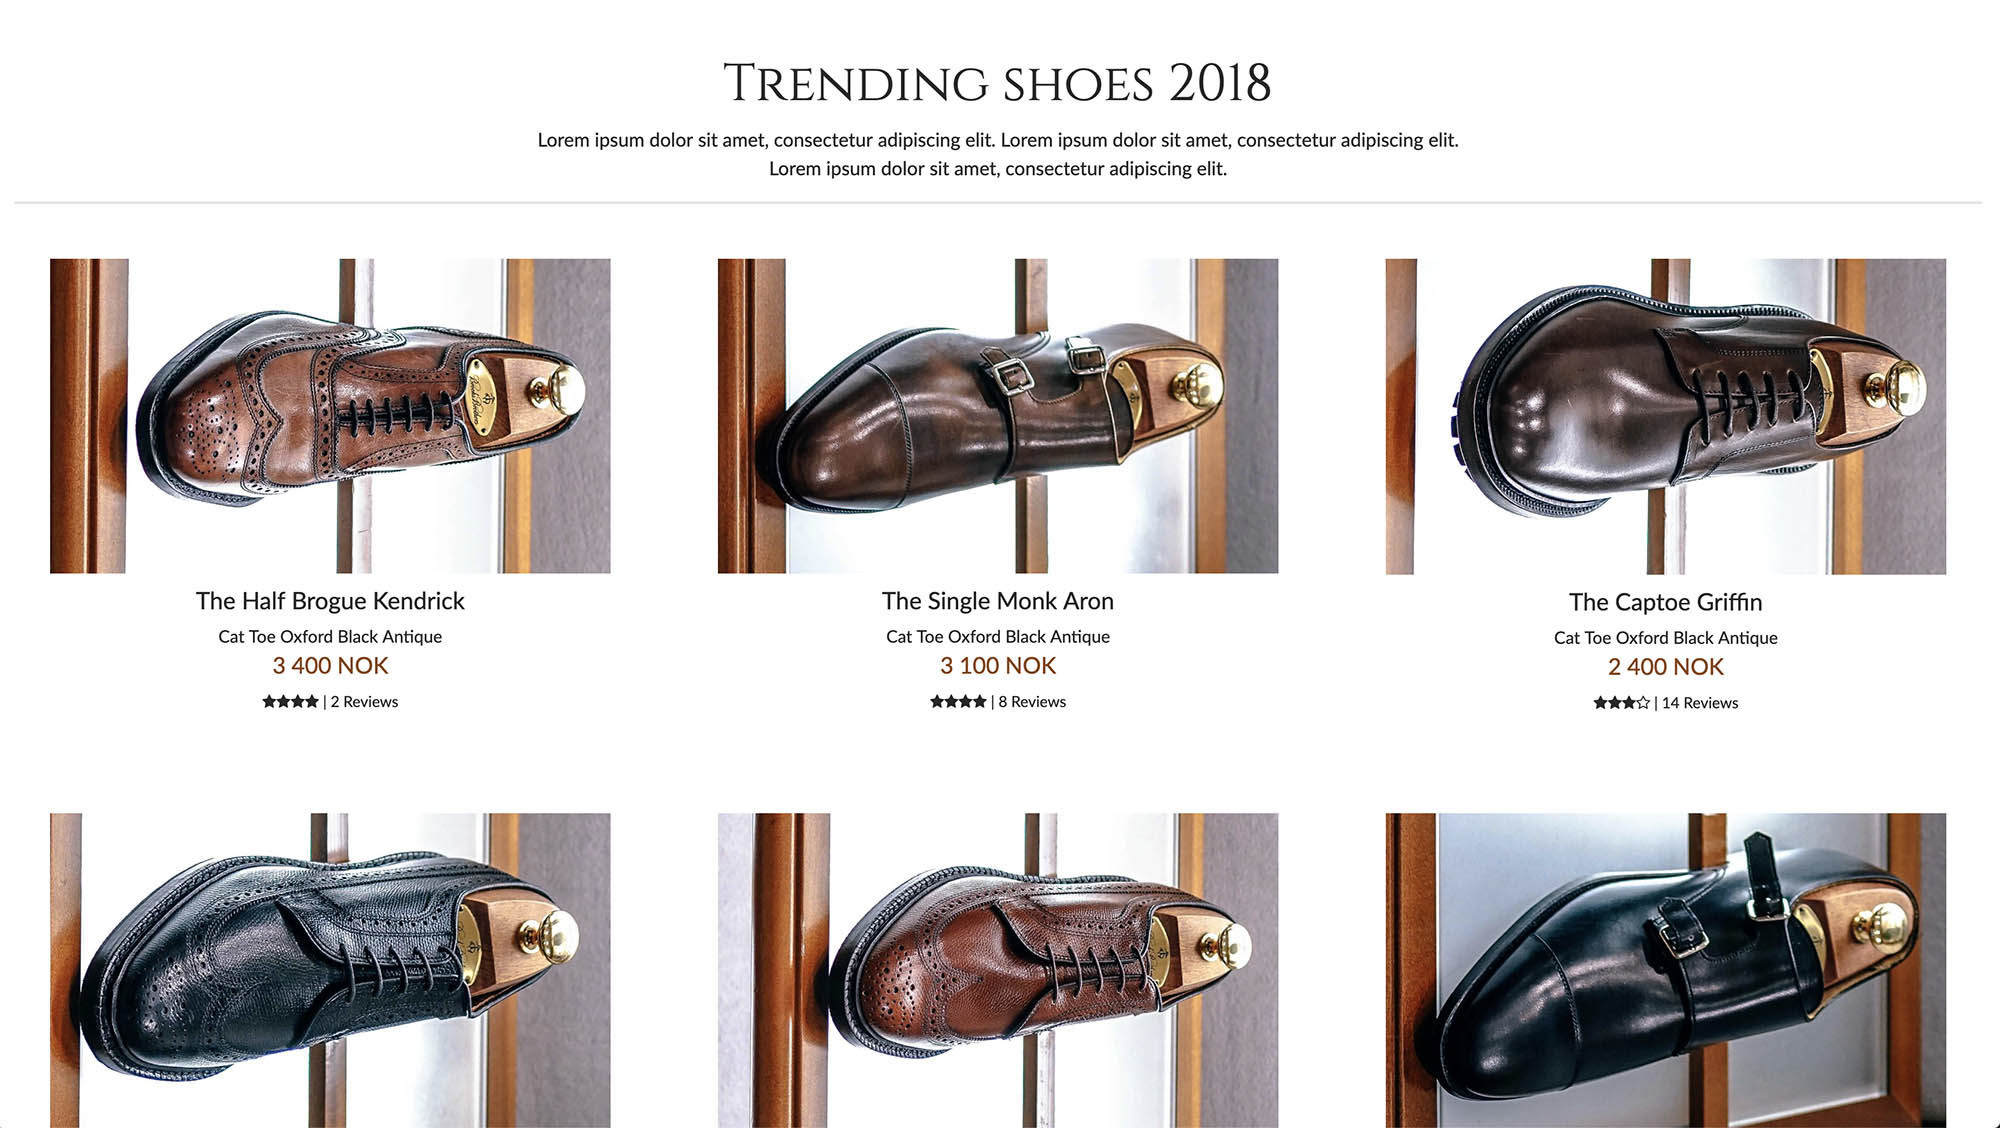 Trending shoes 2018
Lorem ipsum dolor sit amet, consectetur adipiscing elit. Lorem ipsum dolor sit amet, consectetur adipiscing elit.
Lorem ipsum dolor sit amet, consectetur adipiscing elit.
The Half Brogue Kendrick
Cat Toe Oxford Black Antique
3 400 NOK
★★★★ | 2 Reviews
The Single Monk Aron
Cat Toe Oxford Black Antique
3 100 NOK
★★★★ | 8 Reviews
The Captoe Griffin
Cat Toe Oxford Black Antique
2 400 NOK
★★★☆ | 14 Reviews